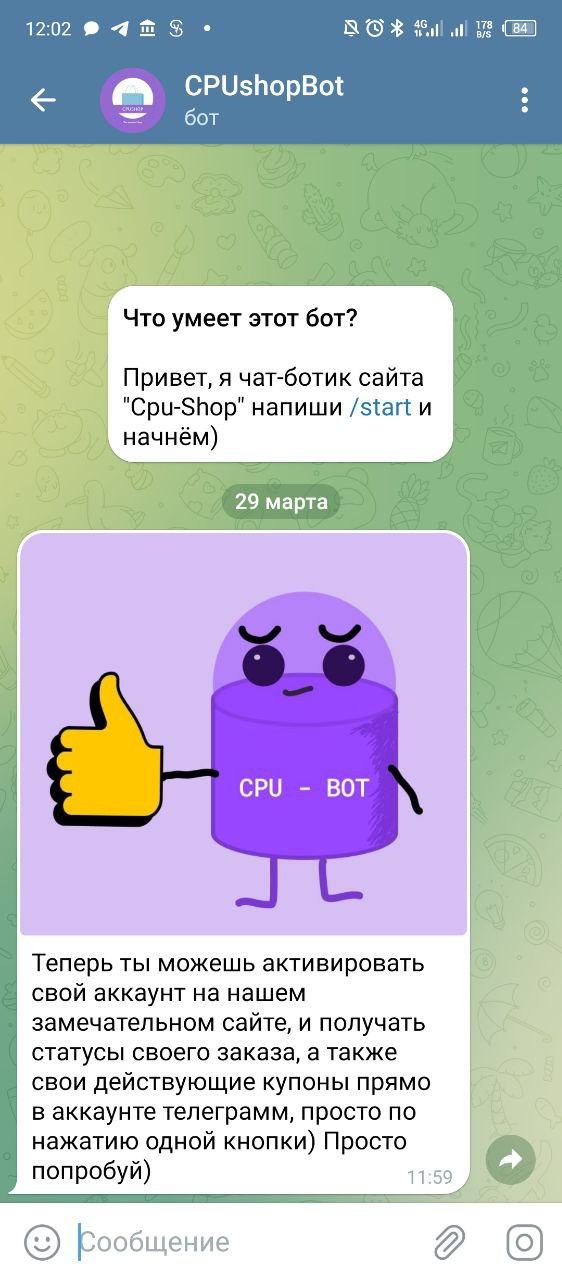 12:02
4G
178
B/S
84
CPUshopBot
бот
CPUSHOP
Что умеет этот бот?
Привет, я чат-ботик сайта
"Cpu-Shop" напиши /start и
начнём)
29 марта
CPU - BOT
Теперь ты можешь активировать
свой аккаунт на нашем
замечательном сайте, и получать
статусы своего заказа, а также
свои действующие купоны прямо
в аккаунте телеграмм, просто по
нажатию одной кнопки) Просто
попробуй)
11:59
Сообщение